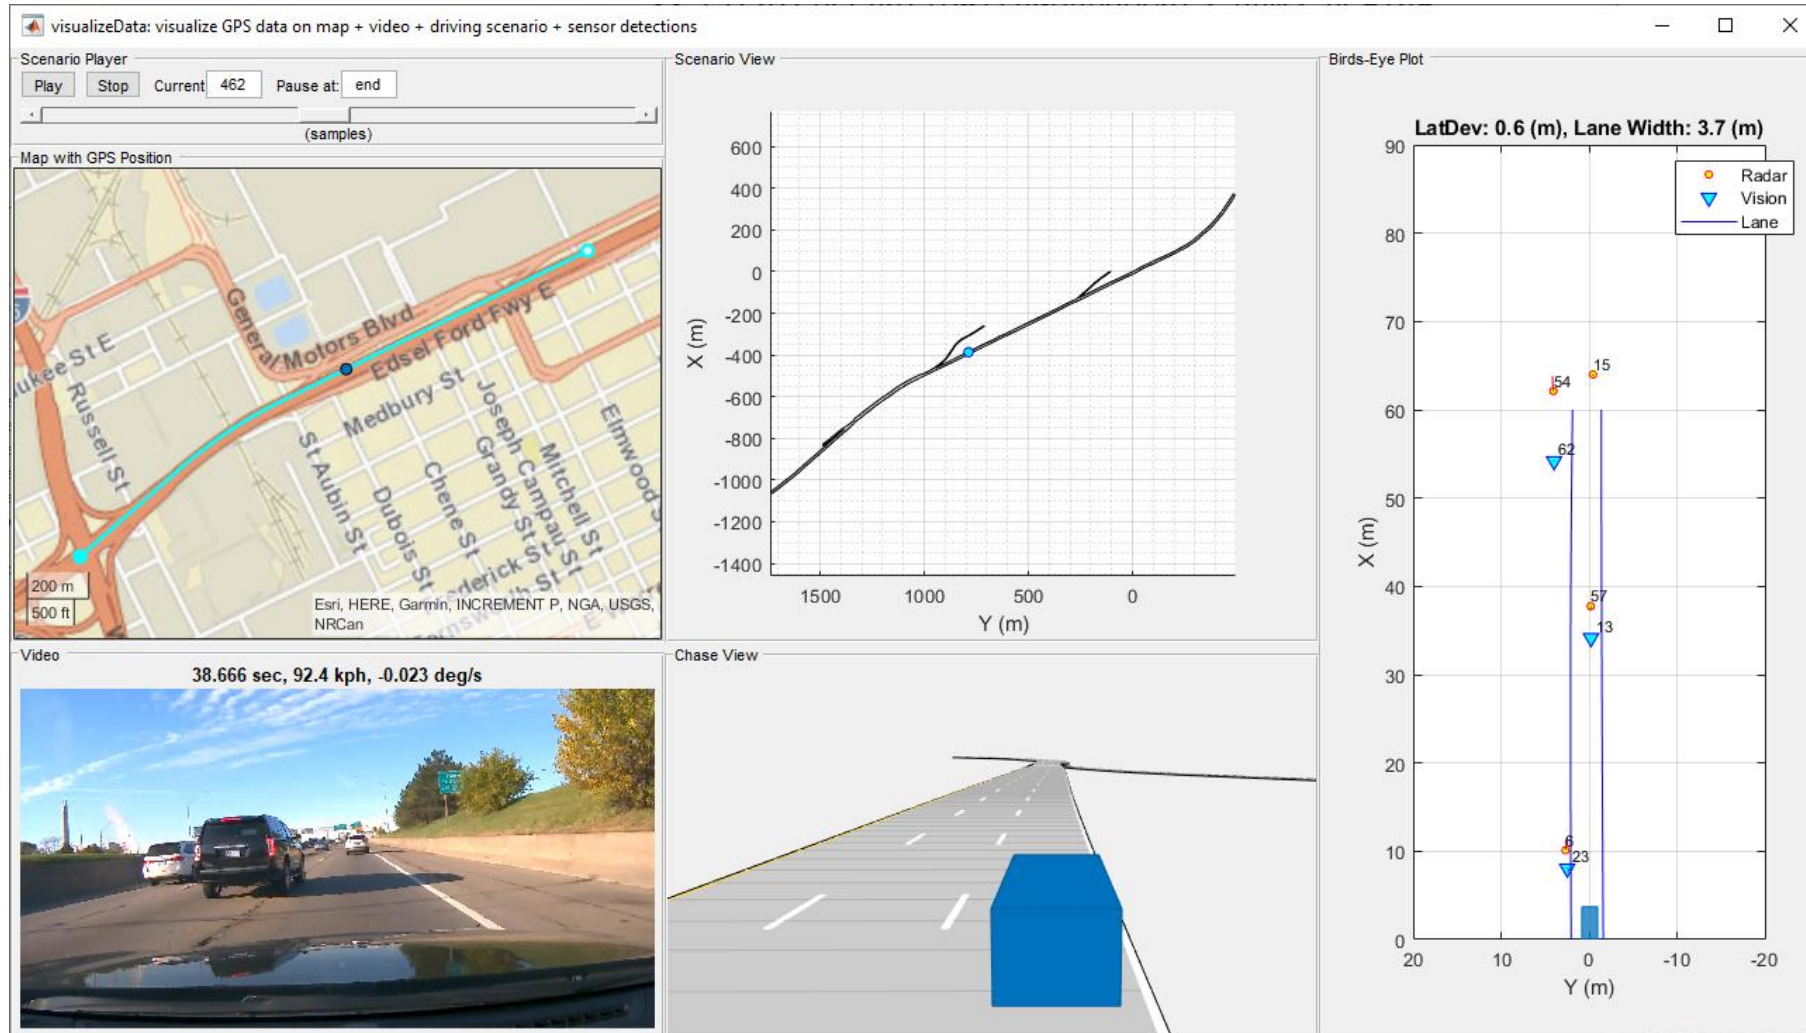 visualizeData: visualize GPS data on map + video + driving scenario + sensor detections
Scenario Player
Play
Stop
Current
462
Pause at:
end
(samples)
Map with GPS Position
General Motors Blvd
Edsel Ford Fwy E
Russell St
Medbury St
St Aubin St
Dubois St
Chene St
Grandy St
Joseph Campau St
Mitchell St
Elmwood S
Frederick St
200 m
500 ft
Esri, HERE, Garmin, INCREMENT P, NGA, USGS,
NRCan
Scenario View
600
400
200
0
-200
-400
-600
-800
-1000
-1200
-1400
X (m)
1500
1000
500
0
Y (m)
Video
38.666 sec, 92.4 kph, -0.023 deg/s
Chase View
Birds-Eye Plot
LatDev: 0.6 (m), Lane Width: 3.7 (m)
Radar
Vision
Lane
90
80
70
60
50
40
30
20
10
0
X (m)
15
54
62
57
13
6
23
20
10
0
-10
-20
Y (m)